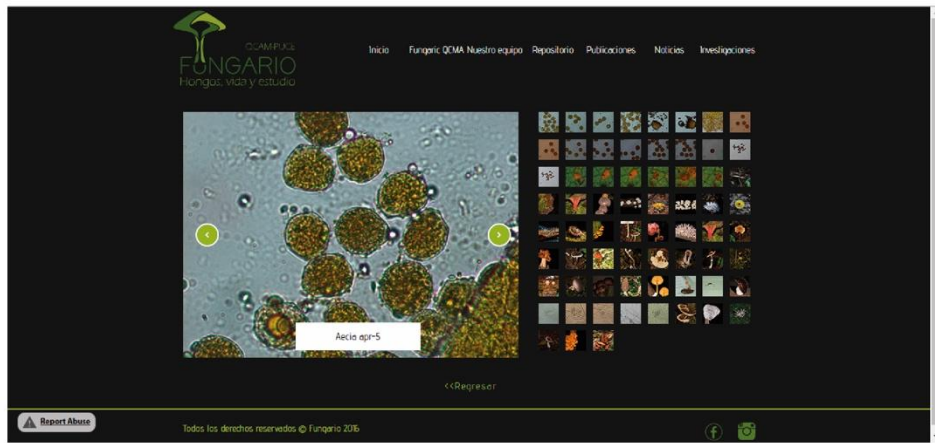 QCAM-PUCE
FUNGARIO
Hongos, vida y estudio
Inicio Fungario QCMA Nuestro equipo Repositorio Publicaciones Noticias Investigaciones
Aecia apr-5
<<Regresar
Report Abuse
Todos los derechos reservados @ Fungario 2016